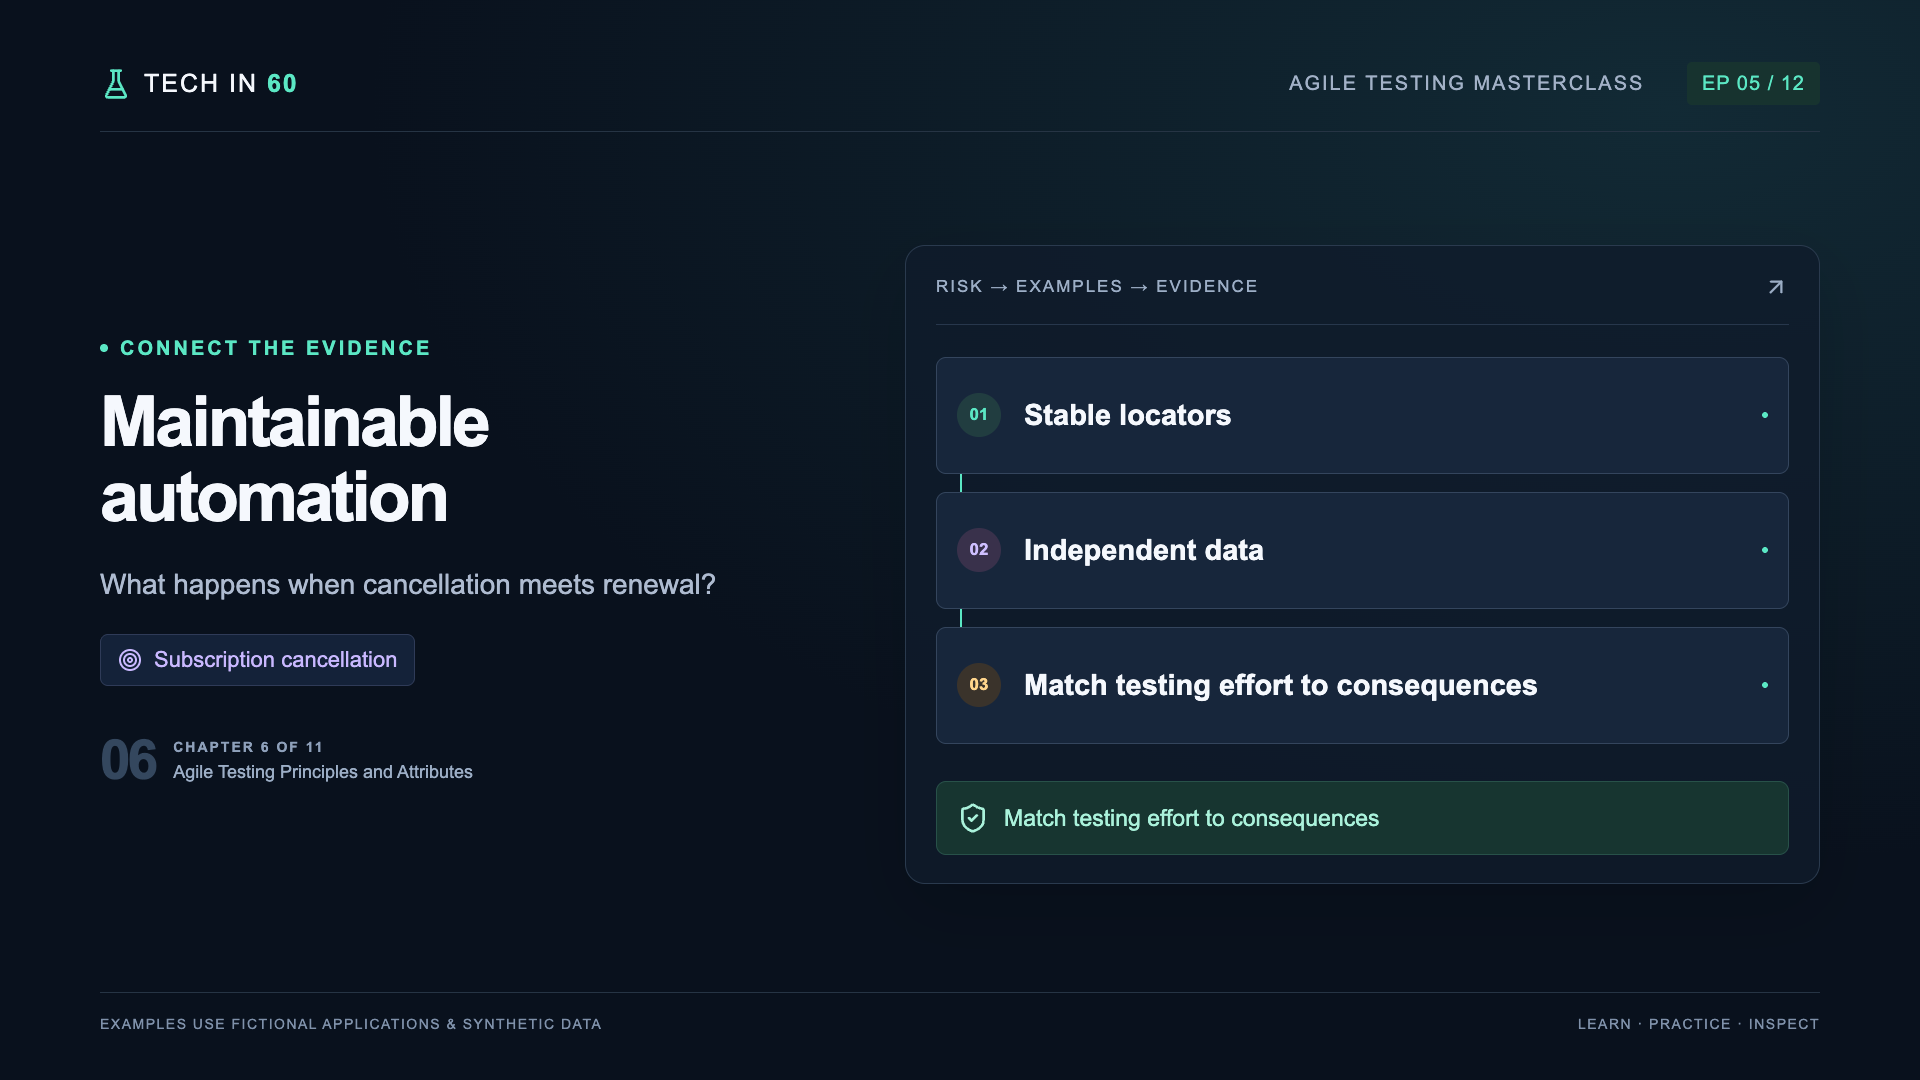 TECH IN 60
AGILE TESTING MASTERCLASS
EP 05 / 12
• CONNECT THE EVIDENCE
Maintainable
automation
What happens when cancellation meets renewal?
Subscription cancellation
06
CHAPTER 6 OF 11
Agile Testing Principles and Attributes
RISK → EXAMPLES → EVIDENCE
01
Stable locators
02
Independent data
03
Match testing effort to consequences
Match testing effort to consequences
EXAMPLES USE FICTIONAL APPLICATIONS & SYNTHETIC DATA
LEARN · PRACTICE · INSPECT